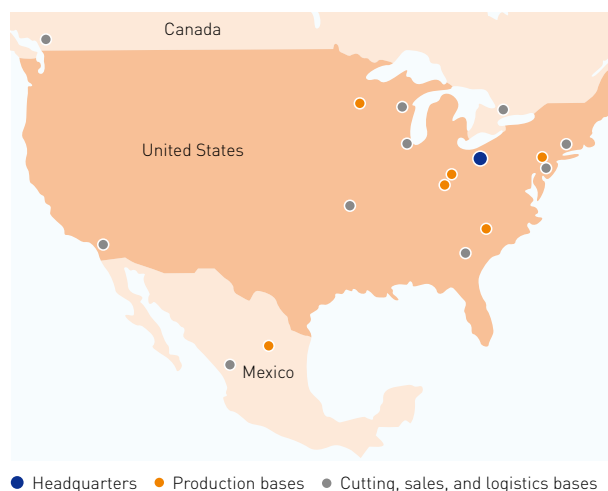 Canada
United States
Mexico
Headquarters Production bases Cutting, sales, and logistics bases